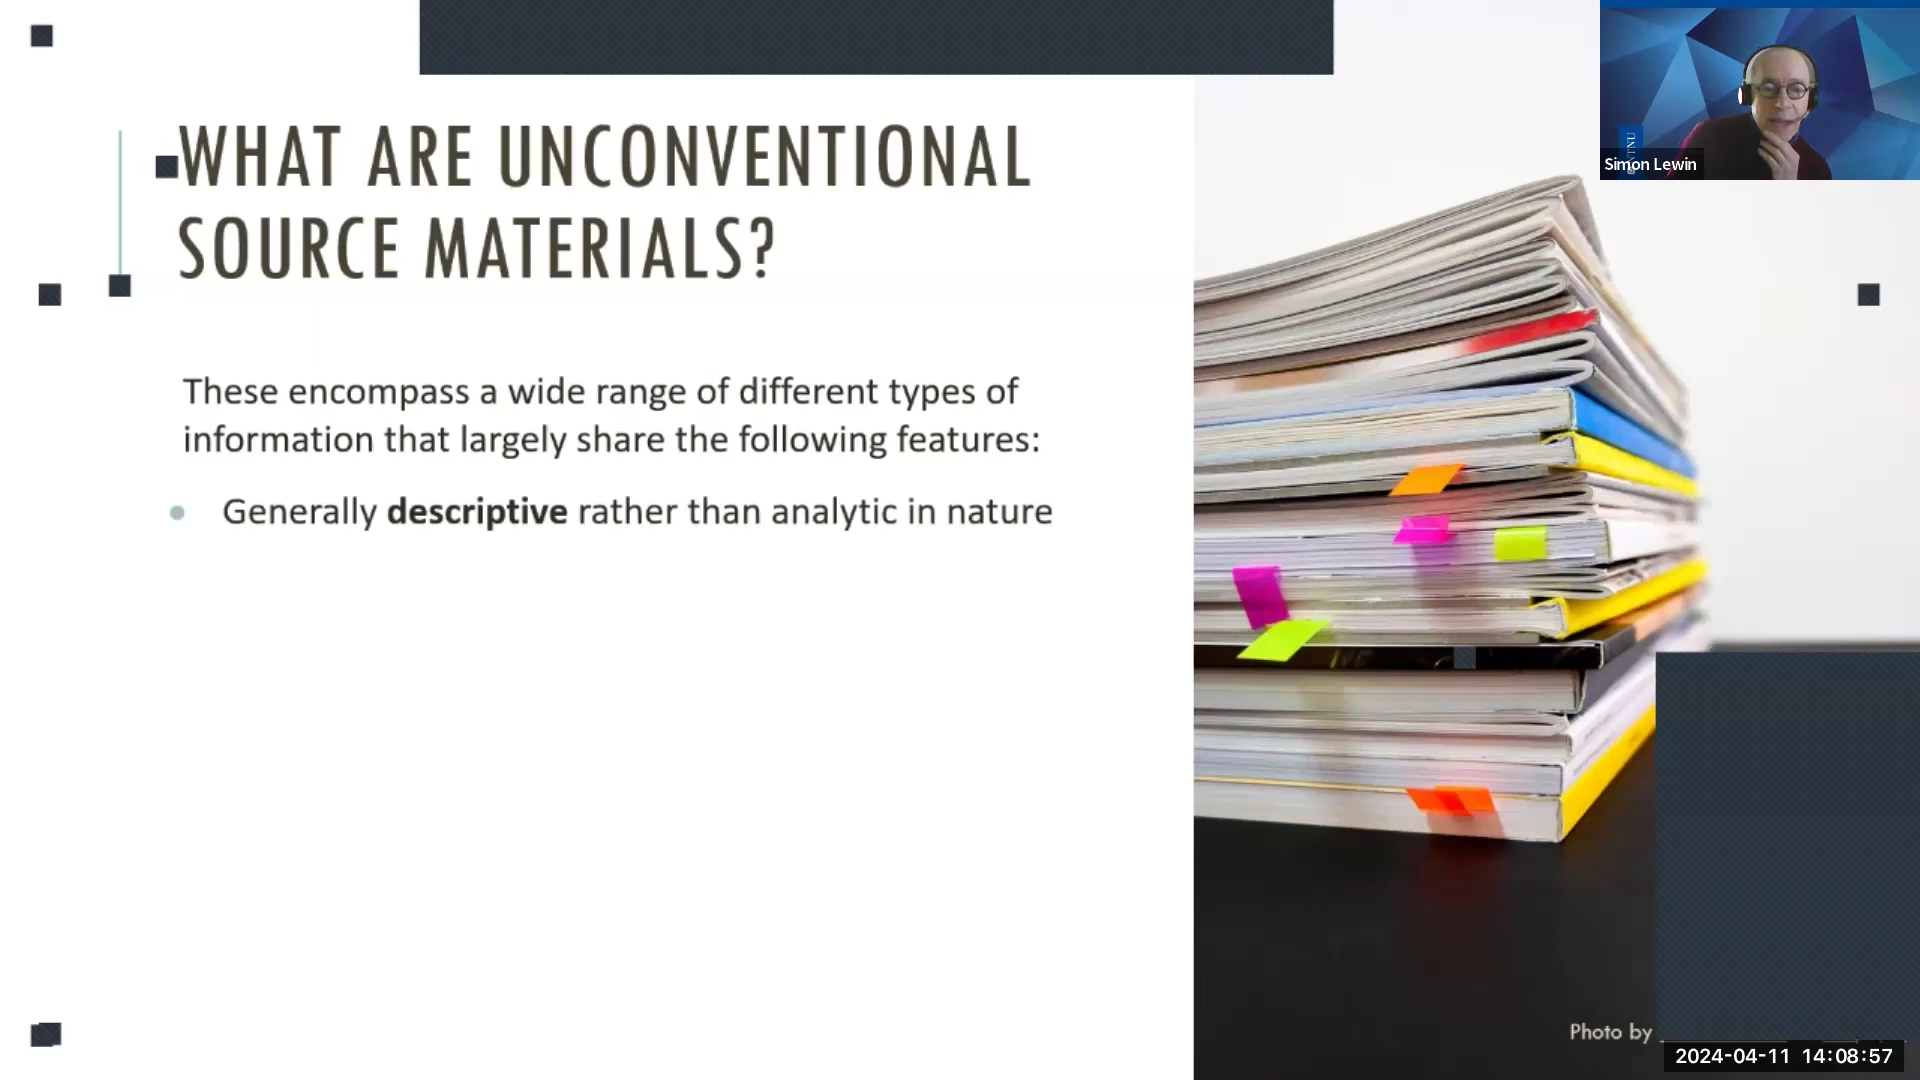 WHAT ARE UNCONVENTIONAL
SOURCE MATERIALS?
These encompass a wide range of different types of
information that largely share the following features:
Generally descriptive rather than analytic in nature
NTNU
Simon Lewin
Photo by
2024-04-11 14:08:57